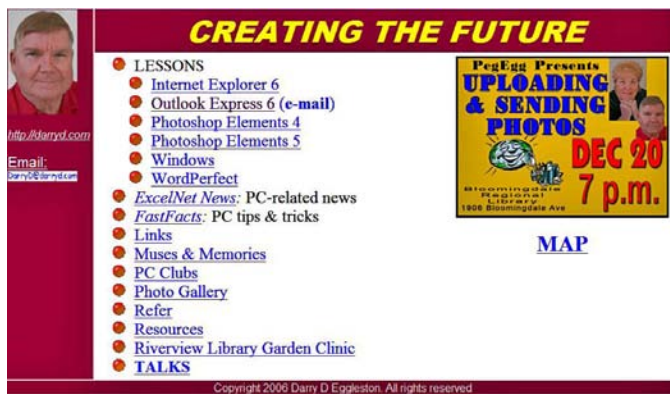 CREATING THE FUTURE
http://darryd.com
Email:
DarryD@darryd.com
LESSONS
Internet Explorer 6
Outlook Express 6 (e-mail)
Photoshop Elements 4
Photoshop Elements 5
Windows
WordPerfect
ExcelNet News: PC-related news
FastFacts: PC tips & tricks
Links
Muses & Memories
PC Clubs
Photo Gallery
Refer
Resources
Riverview Library Garden Clinic
TALKS
PegEgg Presents
UPLOADING
& SENDING
PHOTOS
DEC 20
7 p.m.
Bloomingdale
Regional
Library
1906 Bloomingdale Ave
MAP
Copyright 2006 Darry D Eggleston. All rights reserved